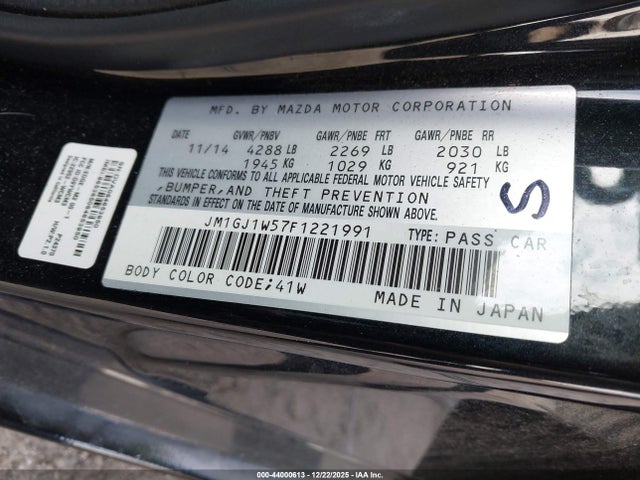 MFD. BY MAZDA MOTOR CORPORATION
DATE GVWR/PNBV GAWR/PNBE FRT GAWR/PNBE RR
11/14 4288 LB 2269 LB 2030 LB
1945 KG 1029 KG 921 KG
THIS VEHICLE CONFORMS TO ALL APPLICABLE FEDERAL MOTOR VEHICLE SAFETY
,BUMPER,AND THEFT PREVENTION
STANDARDS IN EFFECT ON THE DATE OF MANUFACTURE SHOWN ABOVE.
JM1GJ1W57F1221991 TYPE: PASS CAR
BODY COLOR CODE:41W
MADE IN JAPAN
S
000-44000613 - 12/22/2025 - IAA Inc.